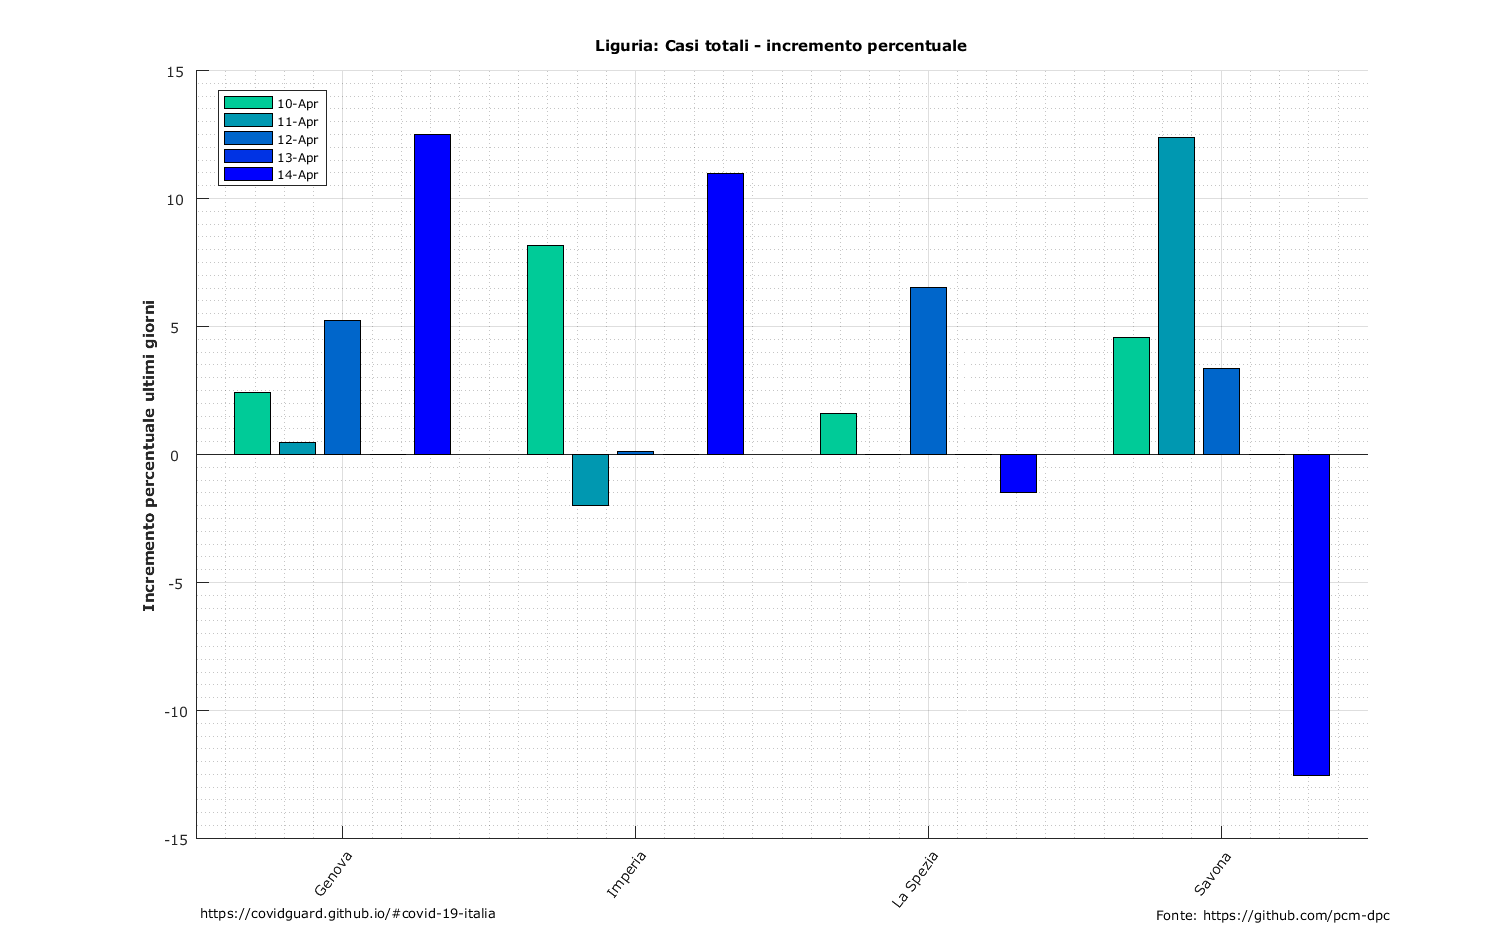 Liguria: Casi totali - incremento percentuale
15
10
5
0
-5
-10
-15
Incremento percentuale ultimi giorni
10-Apr
11-Apr
12-Apr
13-Apr
14-Apr
Genova
Imperia
La Spezia
Savona
https://covidguard.github.io/#covid-19-italia
Fonte: https://github.com/pcm-dpc